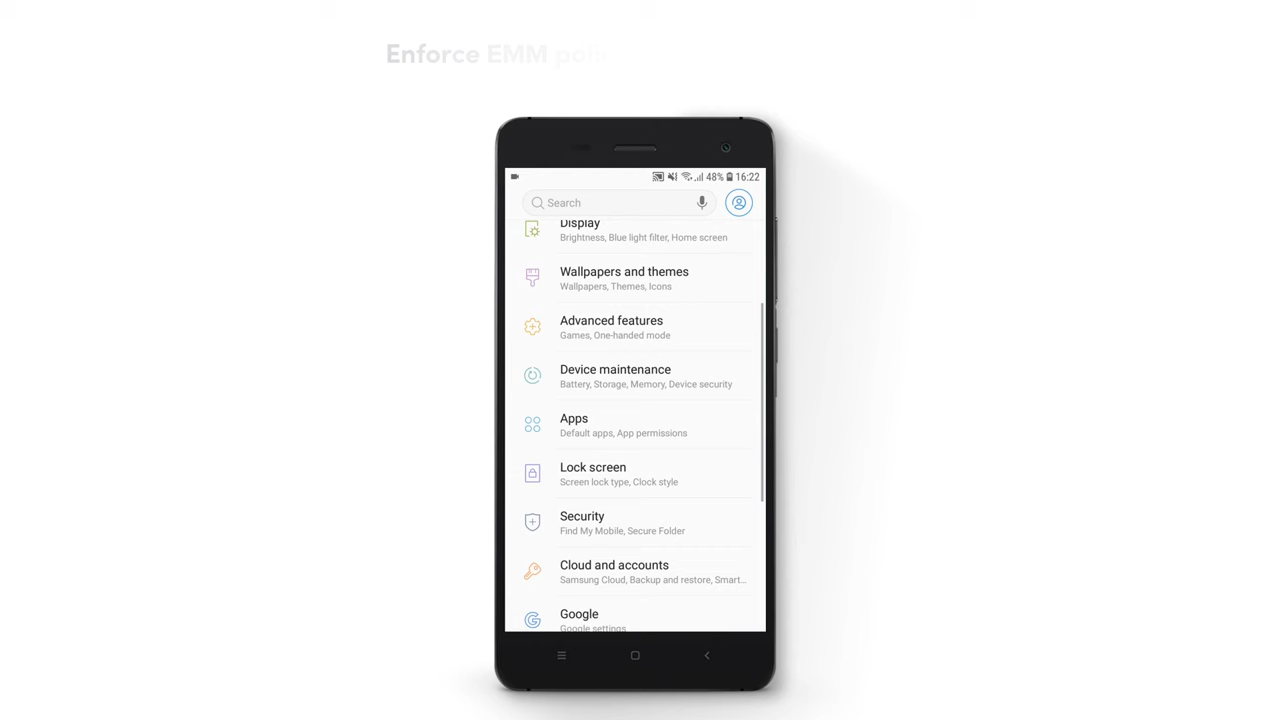 Enforce EMM
48% 16:22
Search
Display
Brightness, Blue light filter, Home screen
Wallpapers and themes
Wallpapers, Themes, Icons
Advanced features
Games, One-handed mode
Device maintenance
Battery, Storage, Memory, Device security
Apps
Default apps, App permissions
Lock screen
Screen lock type, Clock style
Security
Find My Mobile, Secure Folder
Cloud and accounts
Samsung Cloud, Backup and restore, Smart...
Google
Google settings